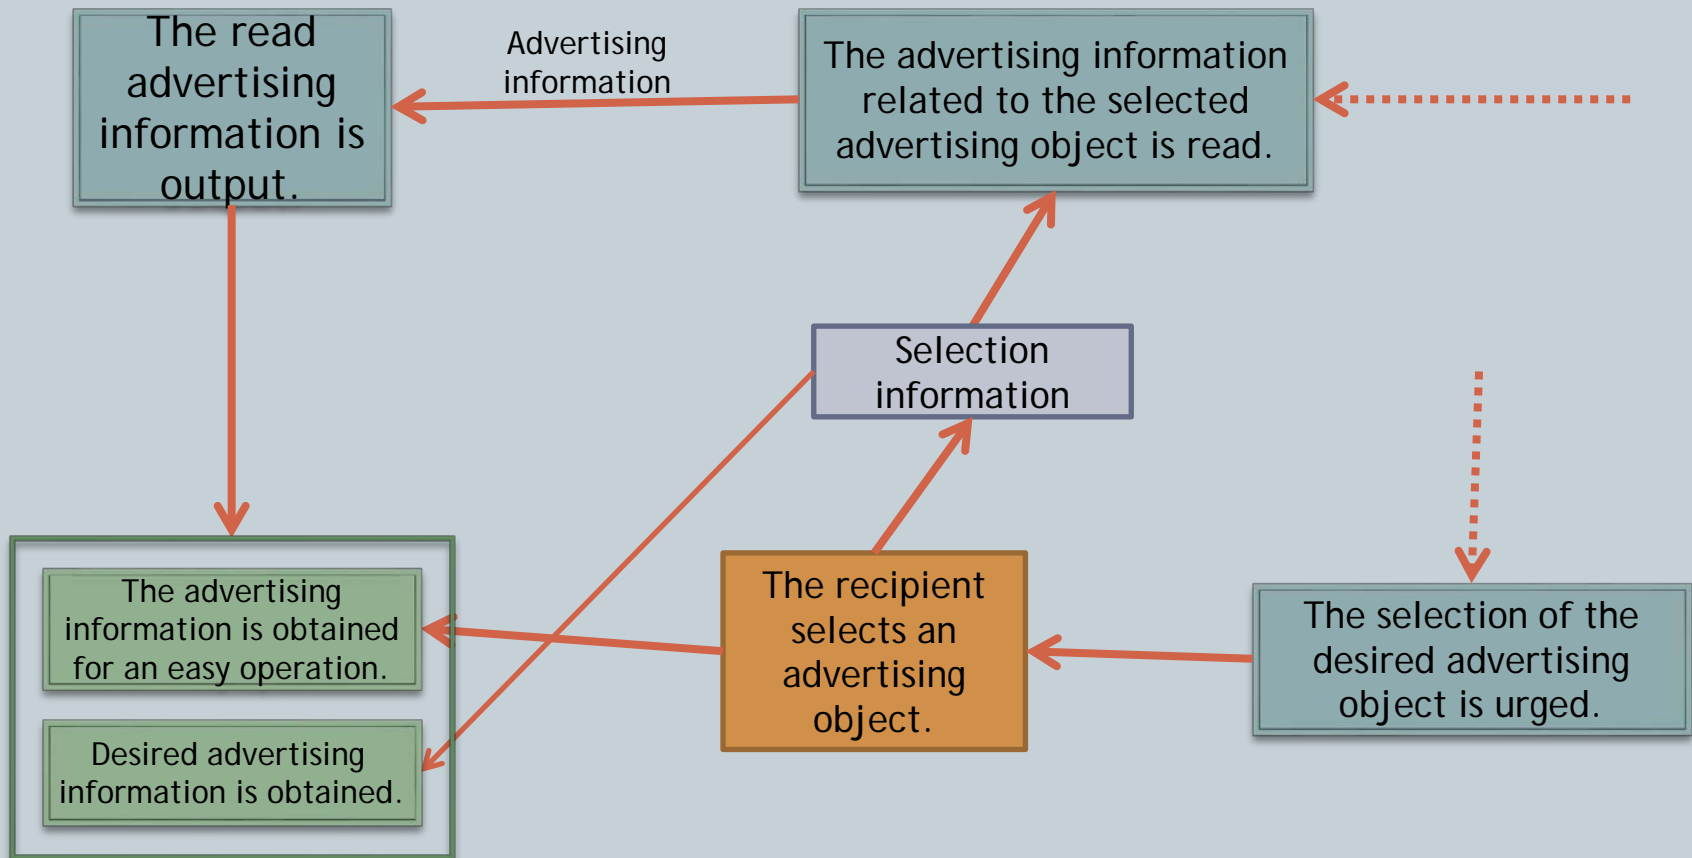 The read
advertising
information is
output.
Advertising
information
The advertising information
related to the selected
advertising object is read.
Selection
information
The advertising
information is obtained
for an easy operation.
Desired advertising
information is obtained.
The recipient
selects an
advertising
object.
The selection of the
desired advertising
object is urged.